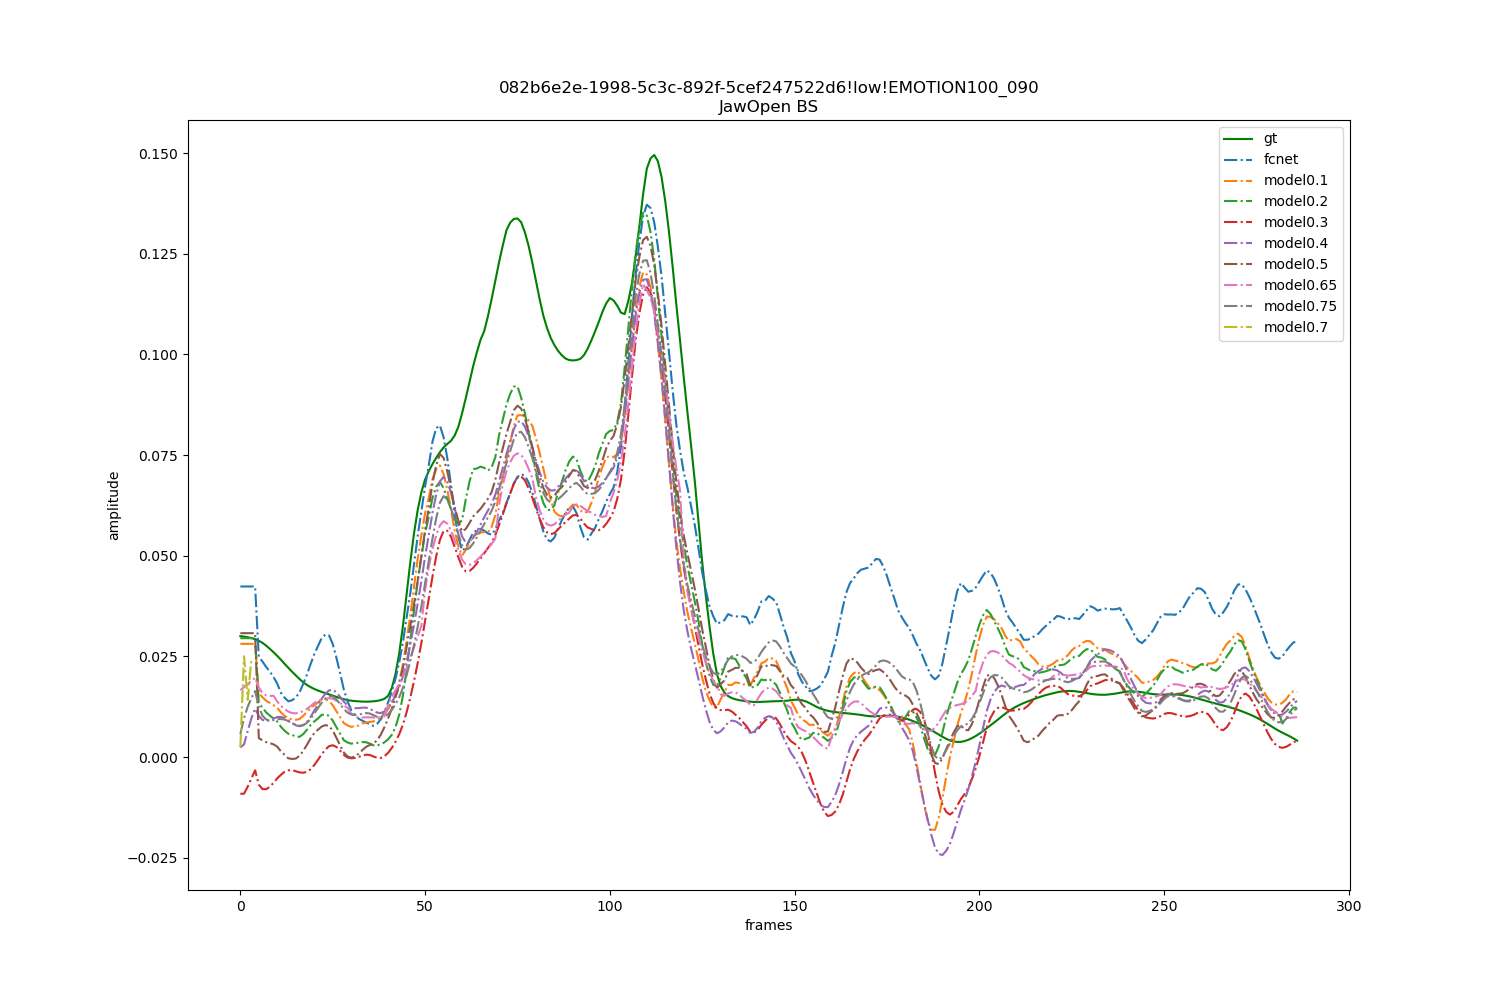 082b6e2e-1998-5c3c-892f-5cef247522d6!low!EMOTION100_090
JawOpen BS
gt
fcnet
model0.1
model0.2
model0.3
model0.4
model0.5
model0.65
model0.75
model0.7
0.150
0.125
0.100
0.075
0.050
0.025
0.000
−0.025
amplitude
0 50 100 150 200 250 300
frames